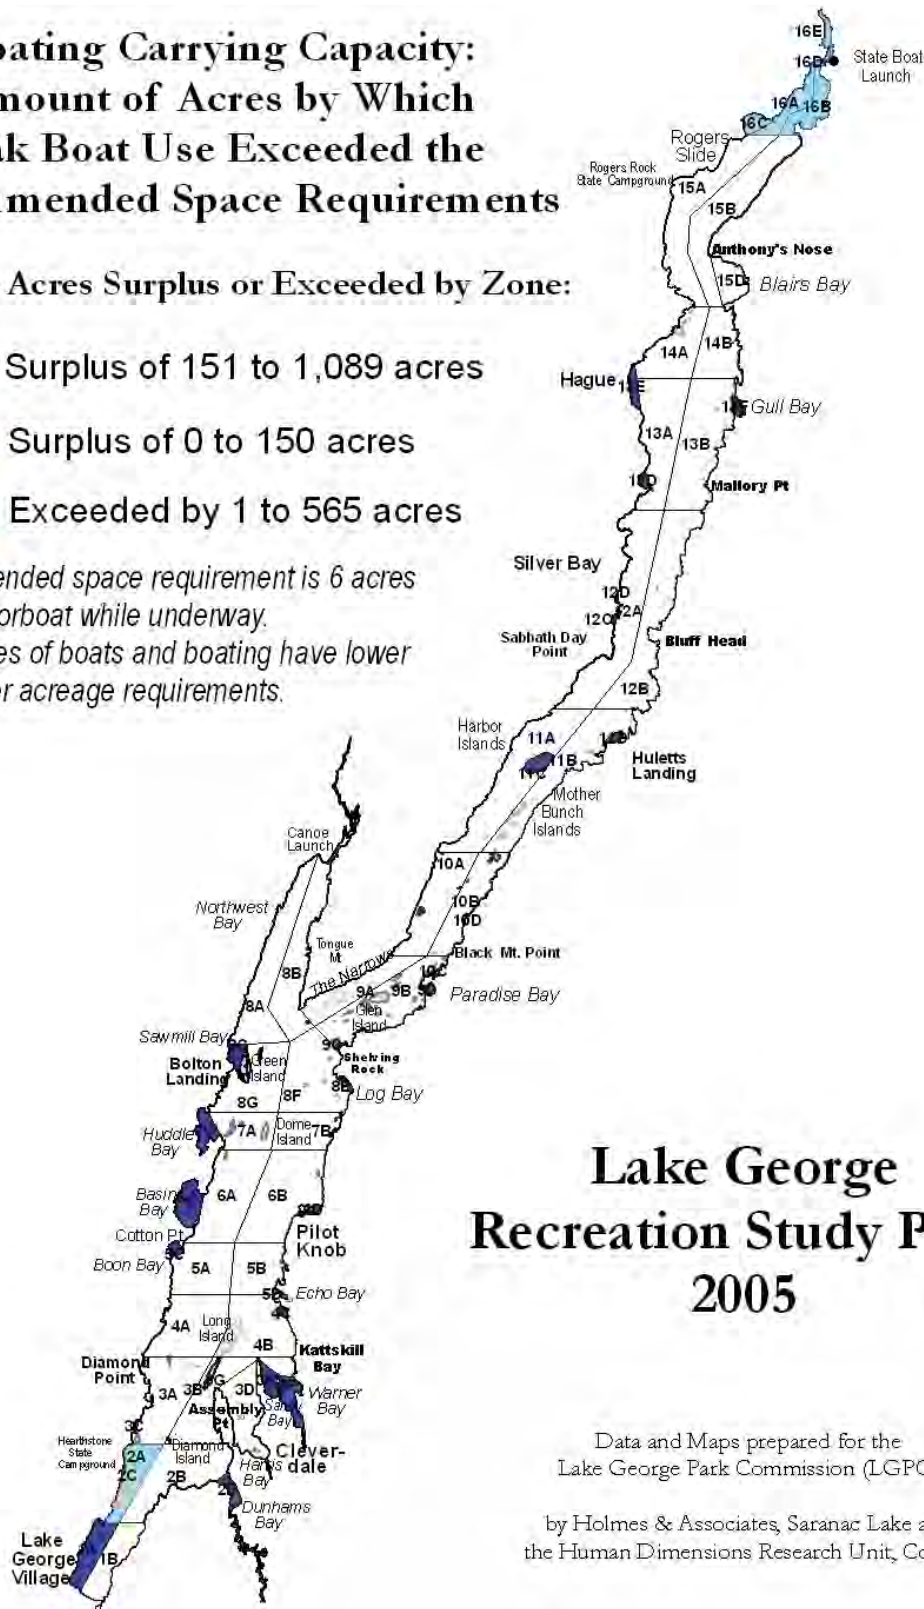 oating Carrying Capacity:
mount of Acres by Which
ak Boat Use Exceeded the
mmended Space Requirements
Acres Surplus or Exceeded by Zone:
Surplus of 151 to 1,089 acres
Surplus of 0 to 150 acres
Exceeded by 1 to 565 acres
ended space requirement is 6 acres
orboat while underway.
es of boats and boating have lower
er acreage requirements.
16E
16D
State Boat
Launch
16A
16B
16C
Rogers
Slide
Rogers Rock
State Campground
15A
15B
Anthony's Nose
15D
Blairs Bay
14A
14B
Hague
Gull Bay
13A
13B
Mallory Pt
Silver Bay
12D
12C
2A
Sabbath Day
Point
Bluff Head
12B
Harbor
Islands
11A
11B
11C
Huletts
Landing
Mother
Bunch
Islands
Canoe
Launch
10A
10B
10D
Northwest
Bay
Tongue
Mt
The Narrows
Black Mt. Point
8B
9A
9B
Paradise Bay
8A
Glen
Island
Sawmill Bay
Bolton
Landing
Green
Island
Shelving
Rock
8E
Log Bay
8F
8G
Huddle
Bay
7A
Dome
Island
7B
Basin
Bay
6A
6B
Cotton Pt
Pilot
Knob
Boon Bay
5A
5B
Echo Bay
4A
Long
Island
4B
Kattskill
Bay
Diamond
Point
3A
3B
3D
Warner
Bay
Assembly
Pt
Bay
3C
Hearthstone
State
Campground
2A
Diamond
Island
Clever-
dale
Harris
Bay
2C
2B
Dunhams
Bay
Lake
George
Village
1B
Lake George
Recreation Study P
2005
Data and Maps prepared for the
Lake George Park Commission (LGPC
by Holmes & Associates, Saranac Lake a
the Human Dimensions Research Unit, Co